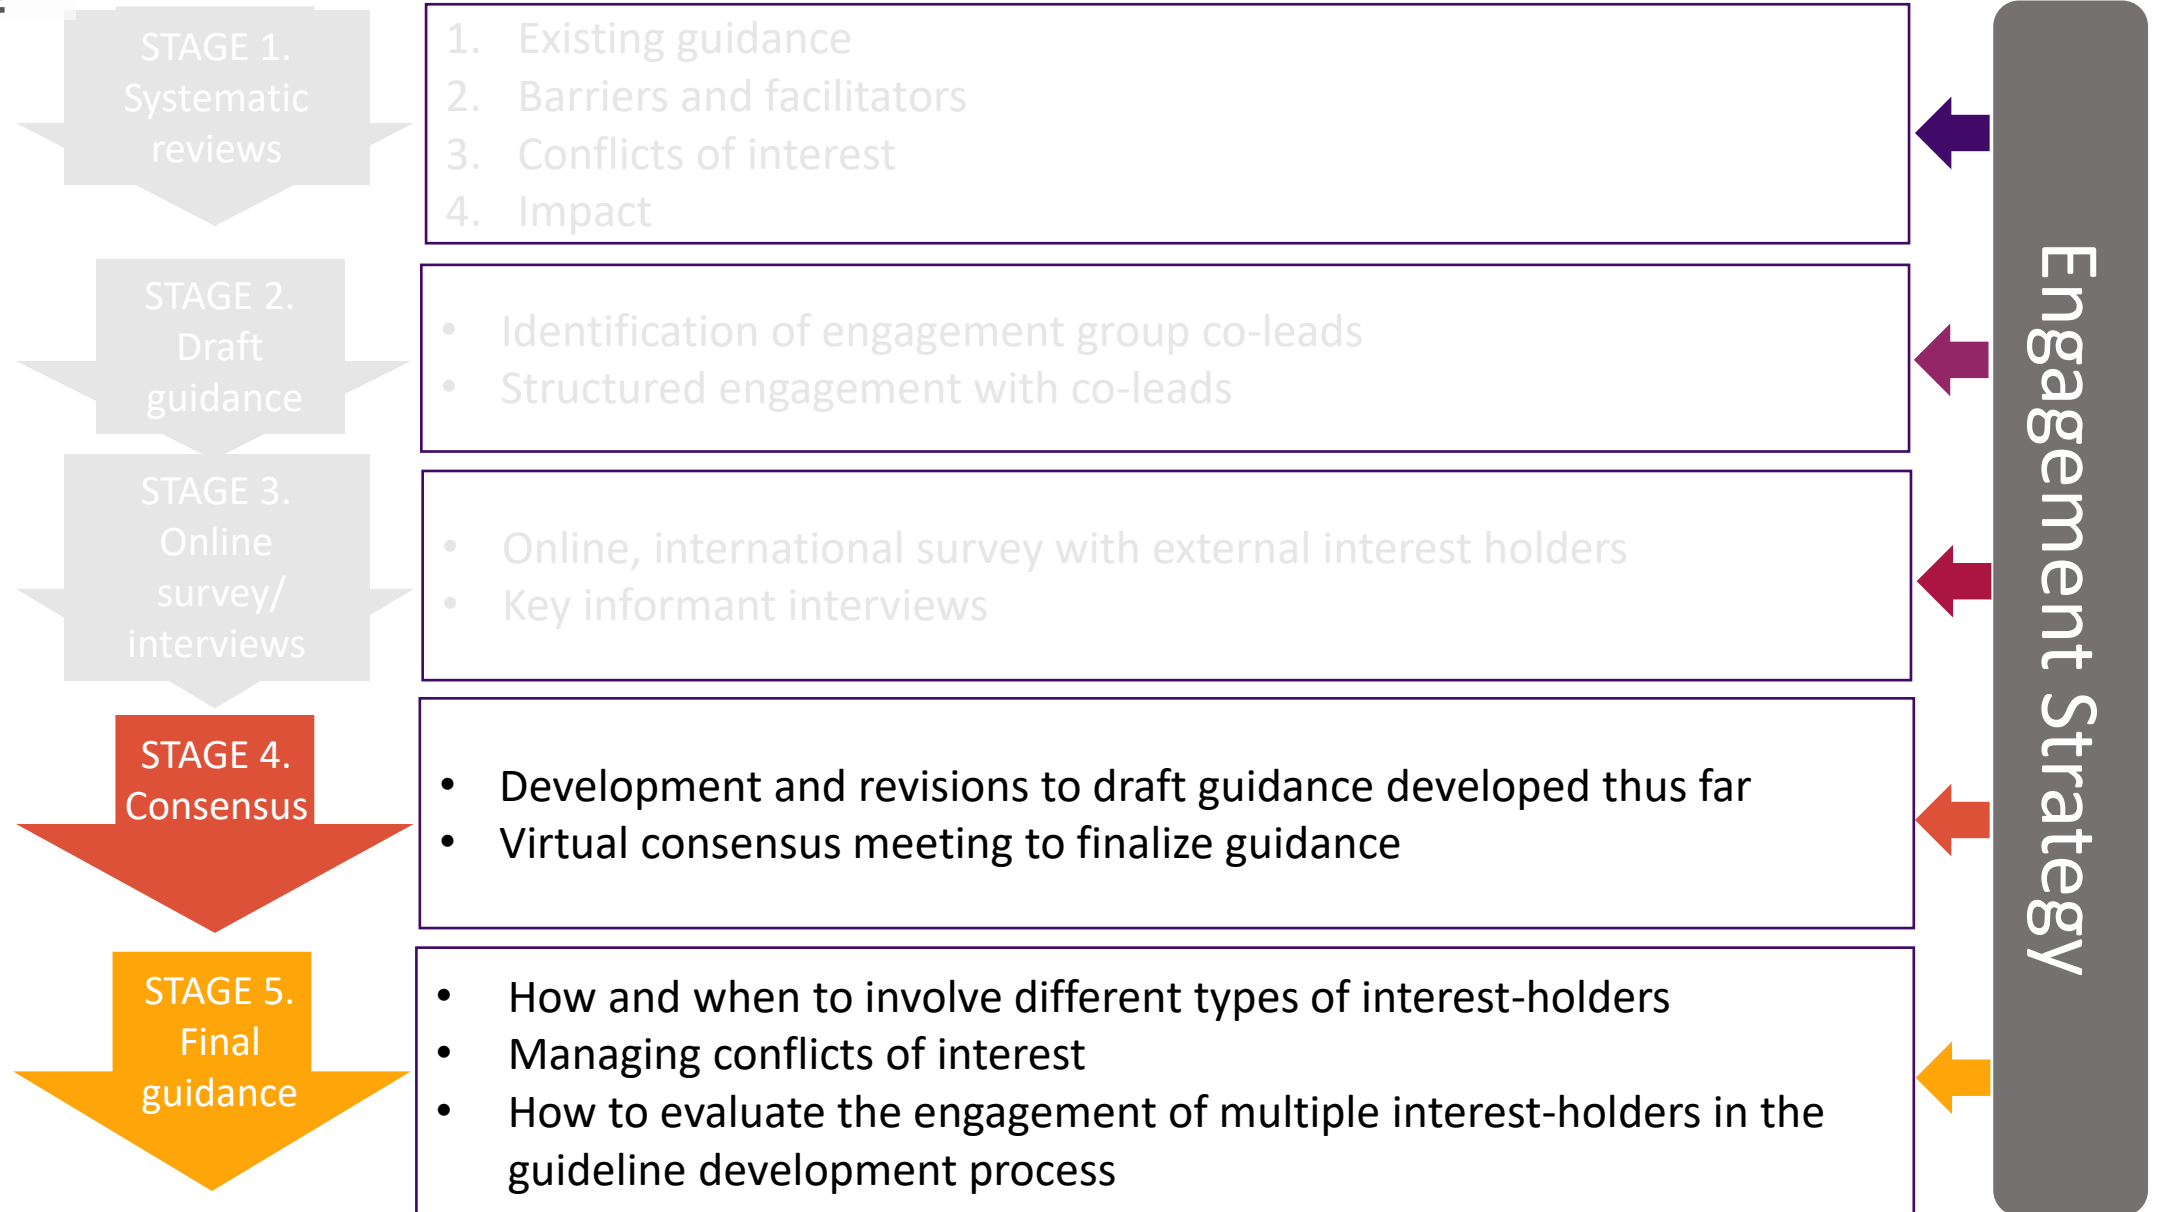 STAGE 1.
Systematic
reviews
1. Existing guidance
2. Barriers and facilitators
3. Conflicts of interest
4. Impact
STAGE 2.
Draft
guidance
• Identification of engagement group co-leads
• Structured engagement with co-leads
STAGE 3.
Online
survey/
interviews
• Online, international survey with external interest holders
• Key informant interviews
STAGE 4.
Consensus
• Development and revisions to draft guidance developed thus far
• Virtual consensus meeting to finalize guidance
STAGE 5.
Final
guidance
• How and when to involve different types of interest-holders
• Managing conflicts of interest
• How to evaluate the engagement of multiple interest-holders in the
guideline development process
Engagement Strategy